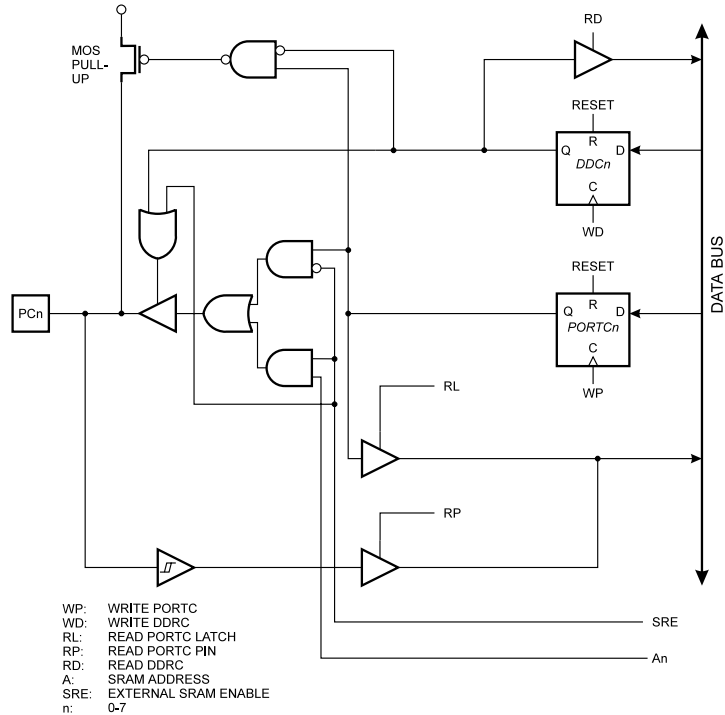 RD
MOS
PULL-
UP
RESET
R
Q
D
DDCn
C
WD
RESET
R
Q
D
PORTCn
C
WP
PCn
DATA BUS
RL
RP
SRE
An
WP: WRITE PORTC
WD: WRITE DDRC
RL: READ PORTC LATCH
RP: READ PORTC PIN
RD: READ DDRC
A: SRAM ADDRESS
SRE: EXTERNAL SRAM ENABLE
n: 0-7